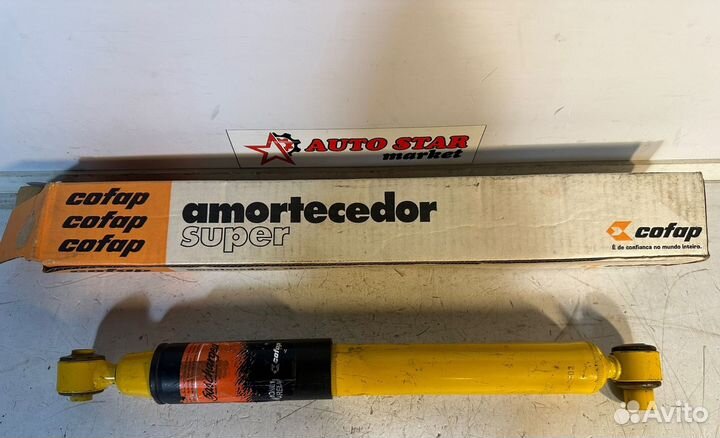 AUTO STAR
market
cofap
cofap
cofap
amortecedor
super
cofap
É de confiança no mundo inteiro.
cofap
Avito